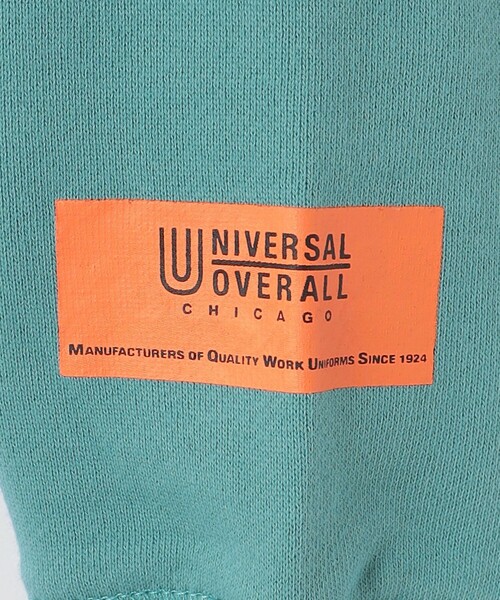 UNIVERSAL
OVERALL
CHICAGO
MANUFACTURERS OF QUALITY WORK UNIFORMS SINCE 1924